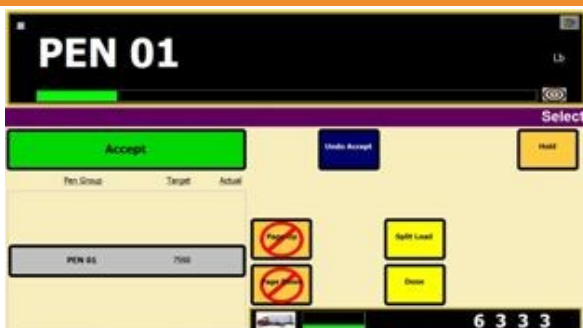 PEN 01
Lb
Select
Accept
Undo Accept
Hold
Pen Group Target Actual
Split Load
PEN 01
Done
6 3 3 3